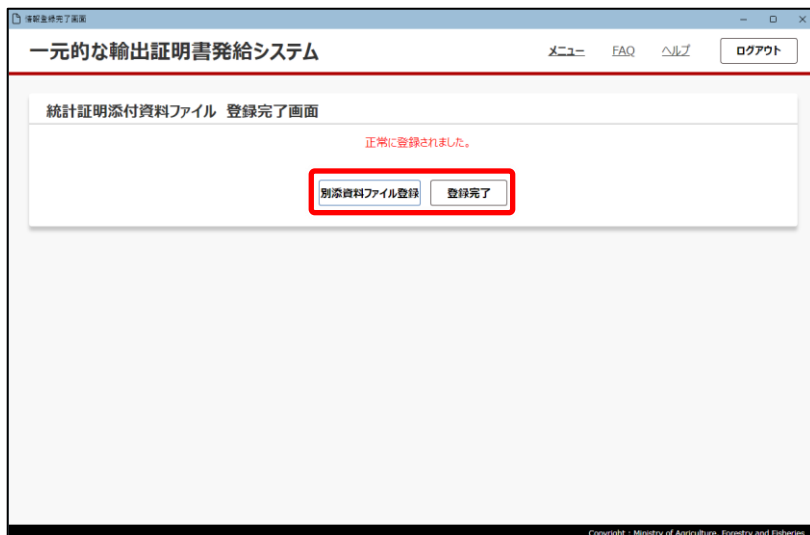 情報登録完了画面
一元的な輸出証明書発給システム
メニュー FAQ ヘルプ ログアウト
統計証明添付資料ファイル 登録完了画面
正常に登録されました。
別添資料ファイル登録 登録完了
Copyright : Ministry of Agriculture, Forestry and Fisheries